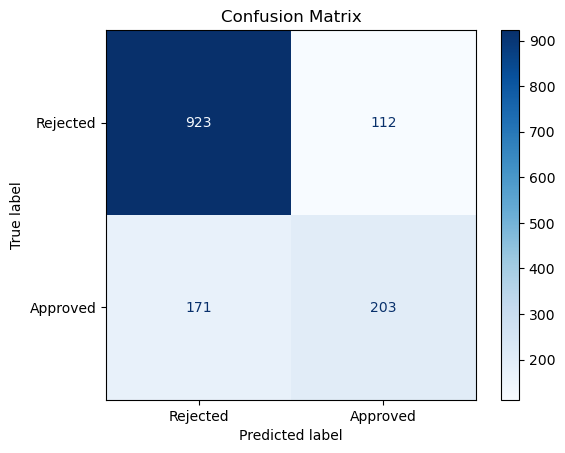 Confusion Matrix
True label
Rejected
923
112
Approved
171
203
Rejected
Approved
Predicted label
900
800
700
600
500
400
300
200